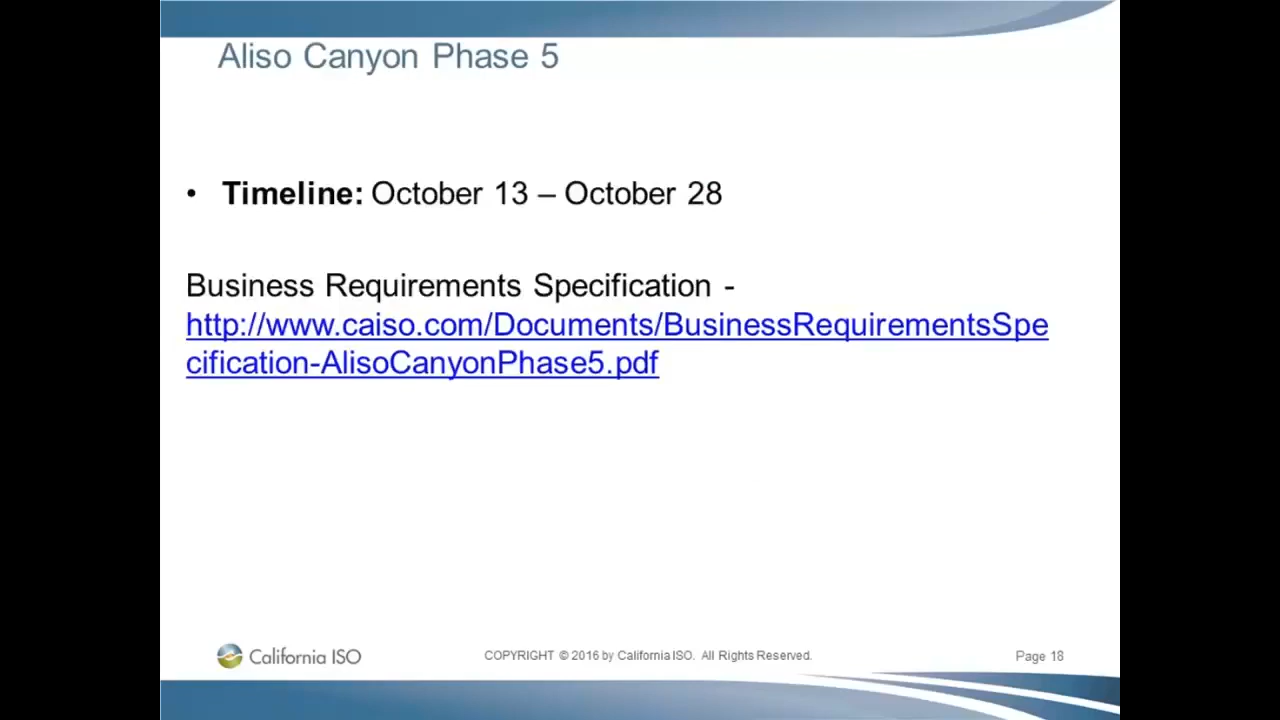 Aliso Canyon Phase 5
• Timeline: October 13 – October 28
Business Requirements Specification -
http://www.caiso.com/Documents/BusinessRequirementsSpe
cification-AlisoCanyonPhase5.pdf
California ISO
COPYRIGHT © 2016 by California ISO. All Rights Reserved.
Page 18